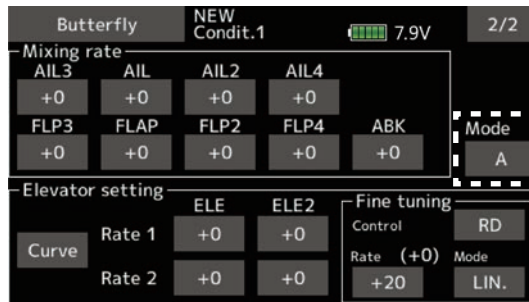 Butterfly NEW Condit.1 7.9V 2/2
Mixing rate
AIL3 AIL AIL2 AIL4
+0 +0 +0 +0
FLP3 FLAP FLP2 FLP4 ABK
+0 +0 +0 +0 +0
Mode
A
Elevator setting
ELE ELE2
Curve
Rate 1 +0 +0
Rate 2 +0 +0
Fine tuning
Control RD
Rate (+0) Mode
+20 LIN.